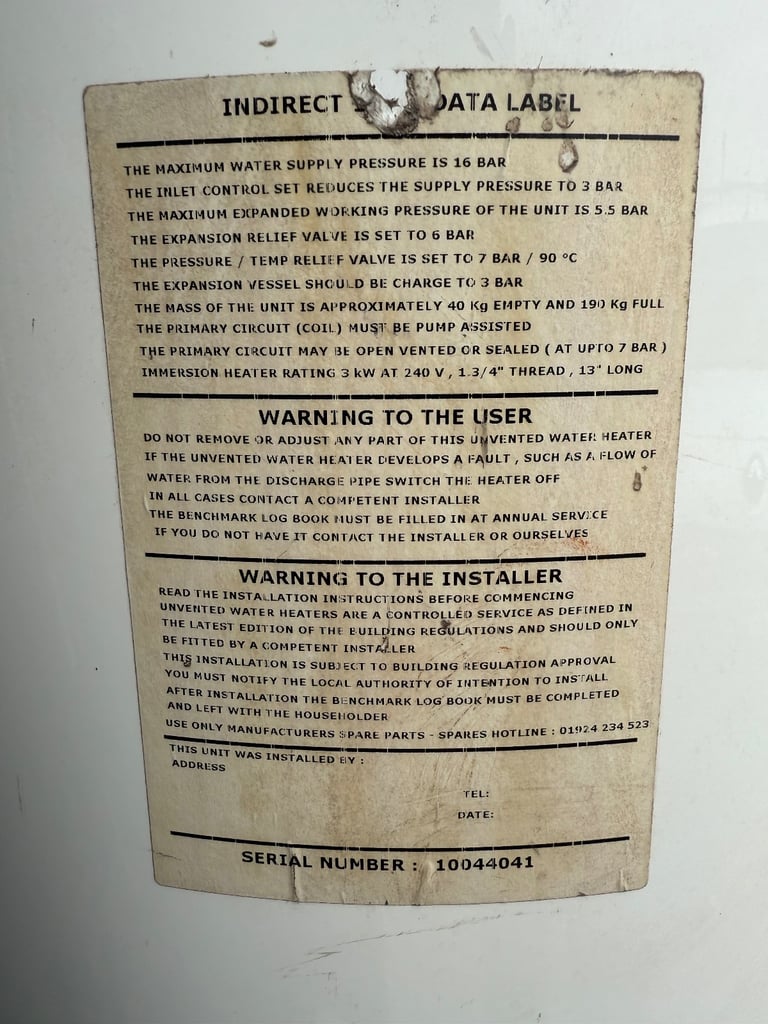 INDIRECT DATA LABEL
THE MAXIMUM WATER SUPPLY PRESSURE IS 16 BAR
THE INLET CONTROL SET REDUCES THE SUPPLY PRESSURE TO 3 BAR
THE MAXIMUM EXPANDED WORKING PRESSURE OF THE UNIT IS 5.5 BAR
THE EXPANSION RELIEF VALVE IS SET TO 6 BAR
THE PRESSURE / TEMP RELIEF VALVE IS SET TO 7 BAR / 90 °C
THE EXPANSION VESSEL SHOULD BE CHARGE TO 3 BAR
THE MASS OF THE UNIT IS APPROXIMATELY 40 Kg EMPTY AND 190 Kg FULL
THE PRIMARY CIRCUIT (COIL) MUST BE PUMP ASSISTED
THE PRIMARY CIRCUIT MAY BE OPEN VENTED OR SEALED ( AT UPTO 7 BAR )
IMMERSION HEATER RATING 3 kW AT 240 V , 1.3/4" THREAD , 13" LONG
WARNING TO THE USER
DO NOT REMOVE OR ADJUST ANY PART OF THIS UNVENTED WATER HEATER
IF THE UNVENTED WATER HEATER DEVELOPS A FAULT , SUCH AS A FLOW OF
WATER FROM THE DISCHARGE PIPE SWITCH THE HEATER OFF
IN ALL CASES CONTACT A COMPETENT INSTALLER
THE BENCHMARK LOG BOOK MUST BE FILLED IN AT ANNUAL SERVICE
IF YOU DO NOT HAVE IT CONTACT THE INSTALLER OR OURSELVES
WARNING TO THE INSTALLER
READ THE INSTALLATION INSTRUCTIONS BEFORE COMMENCING
UNVENTED WATER HEATERS ARE A CONTROLLED SERVICE AS DEFINED IN
THE LATEST EDITION OF THE BUILDING REGULATIONS AND SHOULD ONLY
BE FITTED BY A COMPETENT INSTALLER
THIS INSTALLATION IS SUBJECT TO BUILDING REGULATION APPROVAL
YOU MUST NOTIFY THE LOCAL AUTHORITY OF INTENTION TO INSTALL
AFTER INSTALLATION THE BENCHMARK LOG BOOK MUST BE COMPLETED
AND LEFT WITH THE HOUSEHOLDER
USE ONLY MANUFACTURERS SPARE PARTS - SPARES HOTLINE : 01924 234 523
THIS UNIT WAS INSTALLED BY :
ADDRESS
TEL:
DATE:
SERIAL NUMBER : 10044041